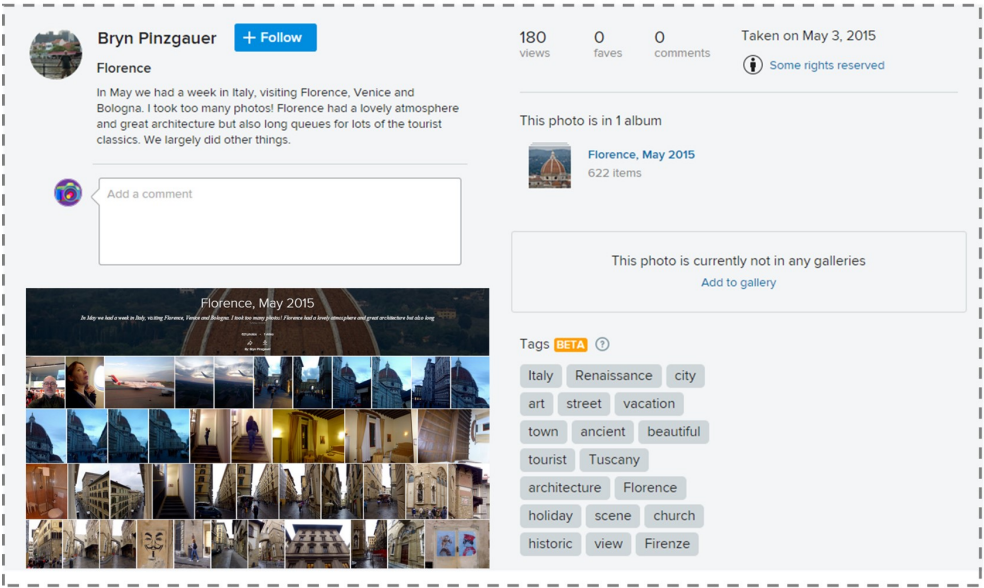 Bryn Pinzgauer
+ Follow
Florence
In May we had a week in Italy, visiting Florence, Venice and
Bologna. I took too many photos! Florence had a lovely atmosphere
and great architecture but also long queues for lots of the tourist
classics. We largely did other things.
Add a comment
Florence, May 2015
In May we had a week in Italy, visiting Florence, Venice and Bologna. I took too many photos! Florence had a lovely atmosphere and great architecture but also long
By Bryn Pinzgauer
180 0 0
views faves comments
Taken on May 3, 2015
Some rights reserved
This photo is in 1 album
Florence, May 2015
622 items
This photo is currently not in any galleries
Add to gallery
Tags BETA ?
Italy Renaissance city
art street vacation
town ancient beautiful
tourist Tuscany
architecture Florence
holiday scene church
historic view Firenze